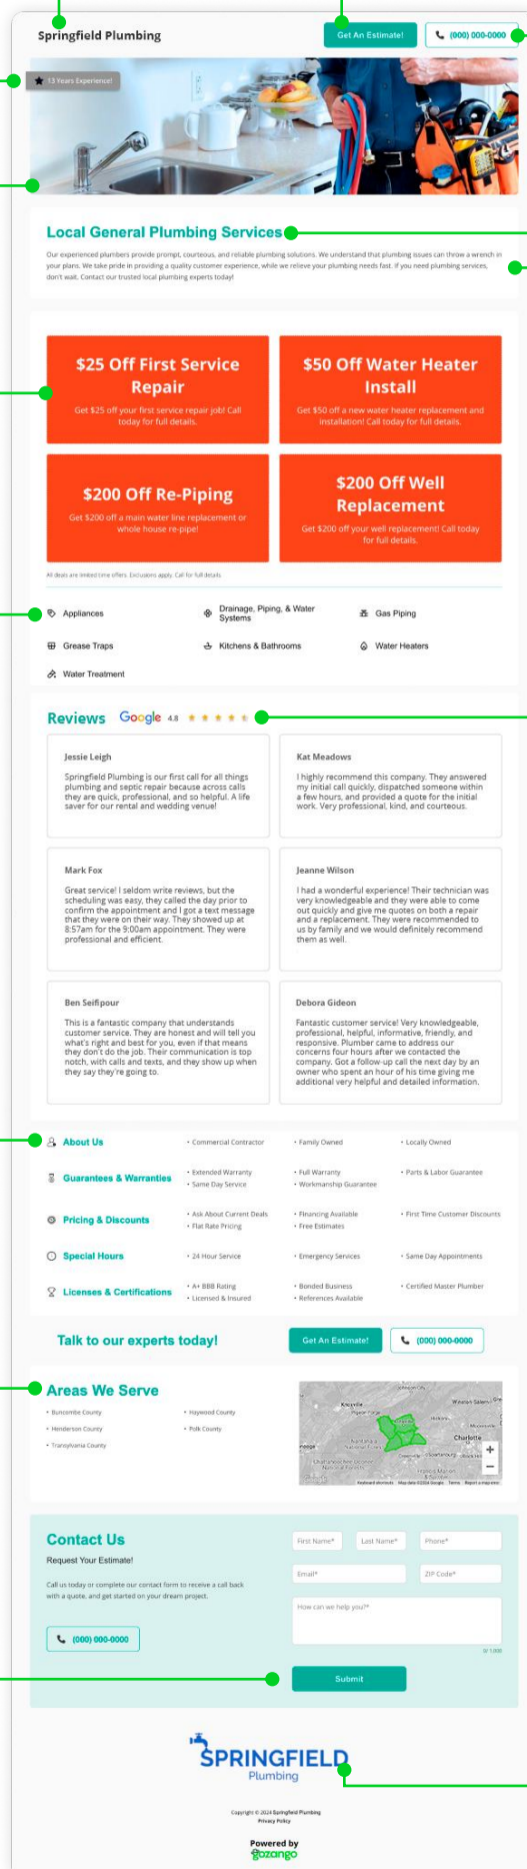 Springfield Plumbing
Get An Estimate!
(000) 000-0000
13 Years Experience!
Local General Plumbing Services
Our experienced plumbers provide prompt, courteous, and reliable plumbing solutions. We understand that plumbing issues can throw a wrench in
your plans. We take pride in providing a quality customer experience, while we relieve your plumbing needs fast. If you need plumbing services,
don't wait. Contact our trusted local plumbing experts today!
$25 Off First Service
Repair
Get $25 off your first service repair job! Call
today for full details.
$50 Off Water Heater
Install
Get $50 off a new water heater replacement and
installation! Call today for full details.
$200 Off Re-Piping
Get $200 off a main water line replacement or
whole house re-pipe!
$200 Off Well
Replacement
Get $200 off your well replacement! Call today
for full details.
All deals are limited time offers. Exclusions apply. Call for full details.
Appliances
Drainage, Piping, & Water
Systems
Gas Piping
Grease Traps
Kitchens & Bathrooms
Water Heaters
Water Treatment
Reviews
Google 4.8
Jessie Leigh
Springfield Plumbing is our first call for all things
plumbing and septic repair because across calls
they are quick, professional, and so helpful. A life
saver for our rental and wedding venue!
Kat Meadows
I highly recommend this company. They answered
my initial call quickly, dispatched someone within
a few hours, and provided a quote for the initial
work. Very professional, kind, and courteous.
Mark Fox
Great service! I seldom write reviews, but the
scheduling was easy, they called the day prior to
confirm the appointment and I got a text message
that they were on their way. They showed up at
8:57am for the 9:00am appointment. They were
professional and efficient.
Jeanne Wilson
I had a wonderful experience! Their technician was
very knowledgeable and they were able to come
out quickly and give me quotes on both a repair
and a replacement. They were recommended to
us by family and we would definitely recommend
them as well.
Ben Seifipour
This is a fantastic company that understands
customer service. They are honest and will tell you
what's right and best for you, even if that means
they don't do the job. Their communication is top
notch, with calls and texts, and they show up when
they say they're going to.
Debora Gideon
Fantastic customer service! Very knowledgeable,
professional, helpful, informative, friendly, and
responsive. Plumber came to address our
concerns four hours after we contacted the
company. Got a follow-up call the next day by an
owner who spent an hour of his time giving me
additional very helpful and detailed information.
About Us
• Commercial Contractor
• Family Owned
• Locally Owned
Guarantees & Warranties
• Extended Warranty
• Same Day Service
• Full Warranty
• Workmanship Guarantee
• Parts & Labor Guarantee
Pricing & Discounts
• Ask About Current Deals
• Flat Rate Pricing
• Financing Available
• Free Estimates
• First Time Customer Discounts
Special Hours
• 24 Hour Service
• Emergency Services
• Same Day Appointments
Licenses & Certifications
• A+ BBB Rating
• Licensed & Insured
• Bonded Business
• References Available
• Certified Master Plumber
Talk to our experts today!
Get An Estimate!
(000) 000-0000
Areas We Serve
• Buncombe County
• Haywood County
• Henderson County
• Polk County
• Transylvania County
Knoxville
Winston-Salem
Hickory
Charlotte
Keyboard shortcuts Map data ©2024 Google Terms Report a map error
Contact Us
Request Your Estimate!
Call us today or complete our contact form to receive a call back
with a quote, and get started on your dream project.
(000) 000-0000
First Name*
Last Name*
Phone*
Email*
ZIP Code*
How can we help you?*
0/ 1,000
Submit
SPRINGFIELD
Plumbing
Copyright © 2024 Springfield Plumbing
Privacy Policy
Powered by
gozango